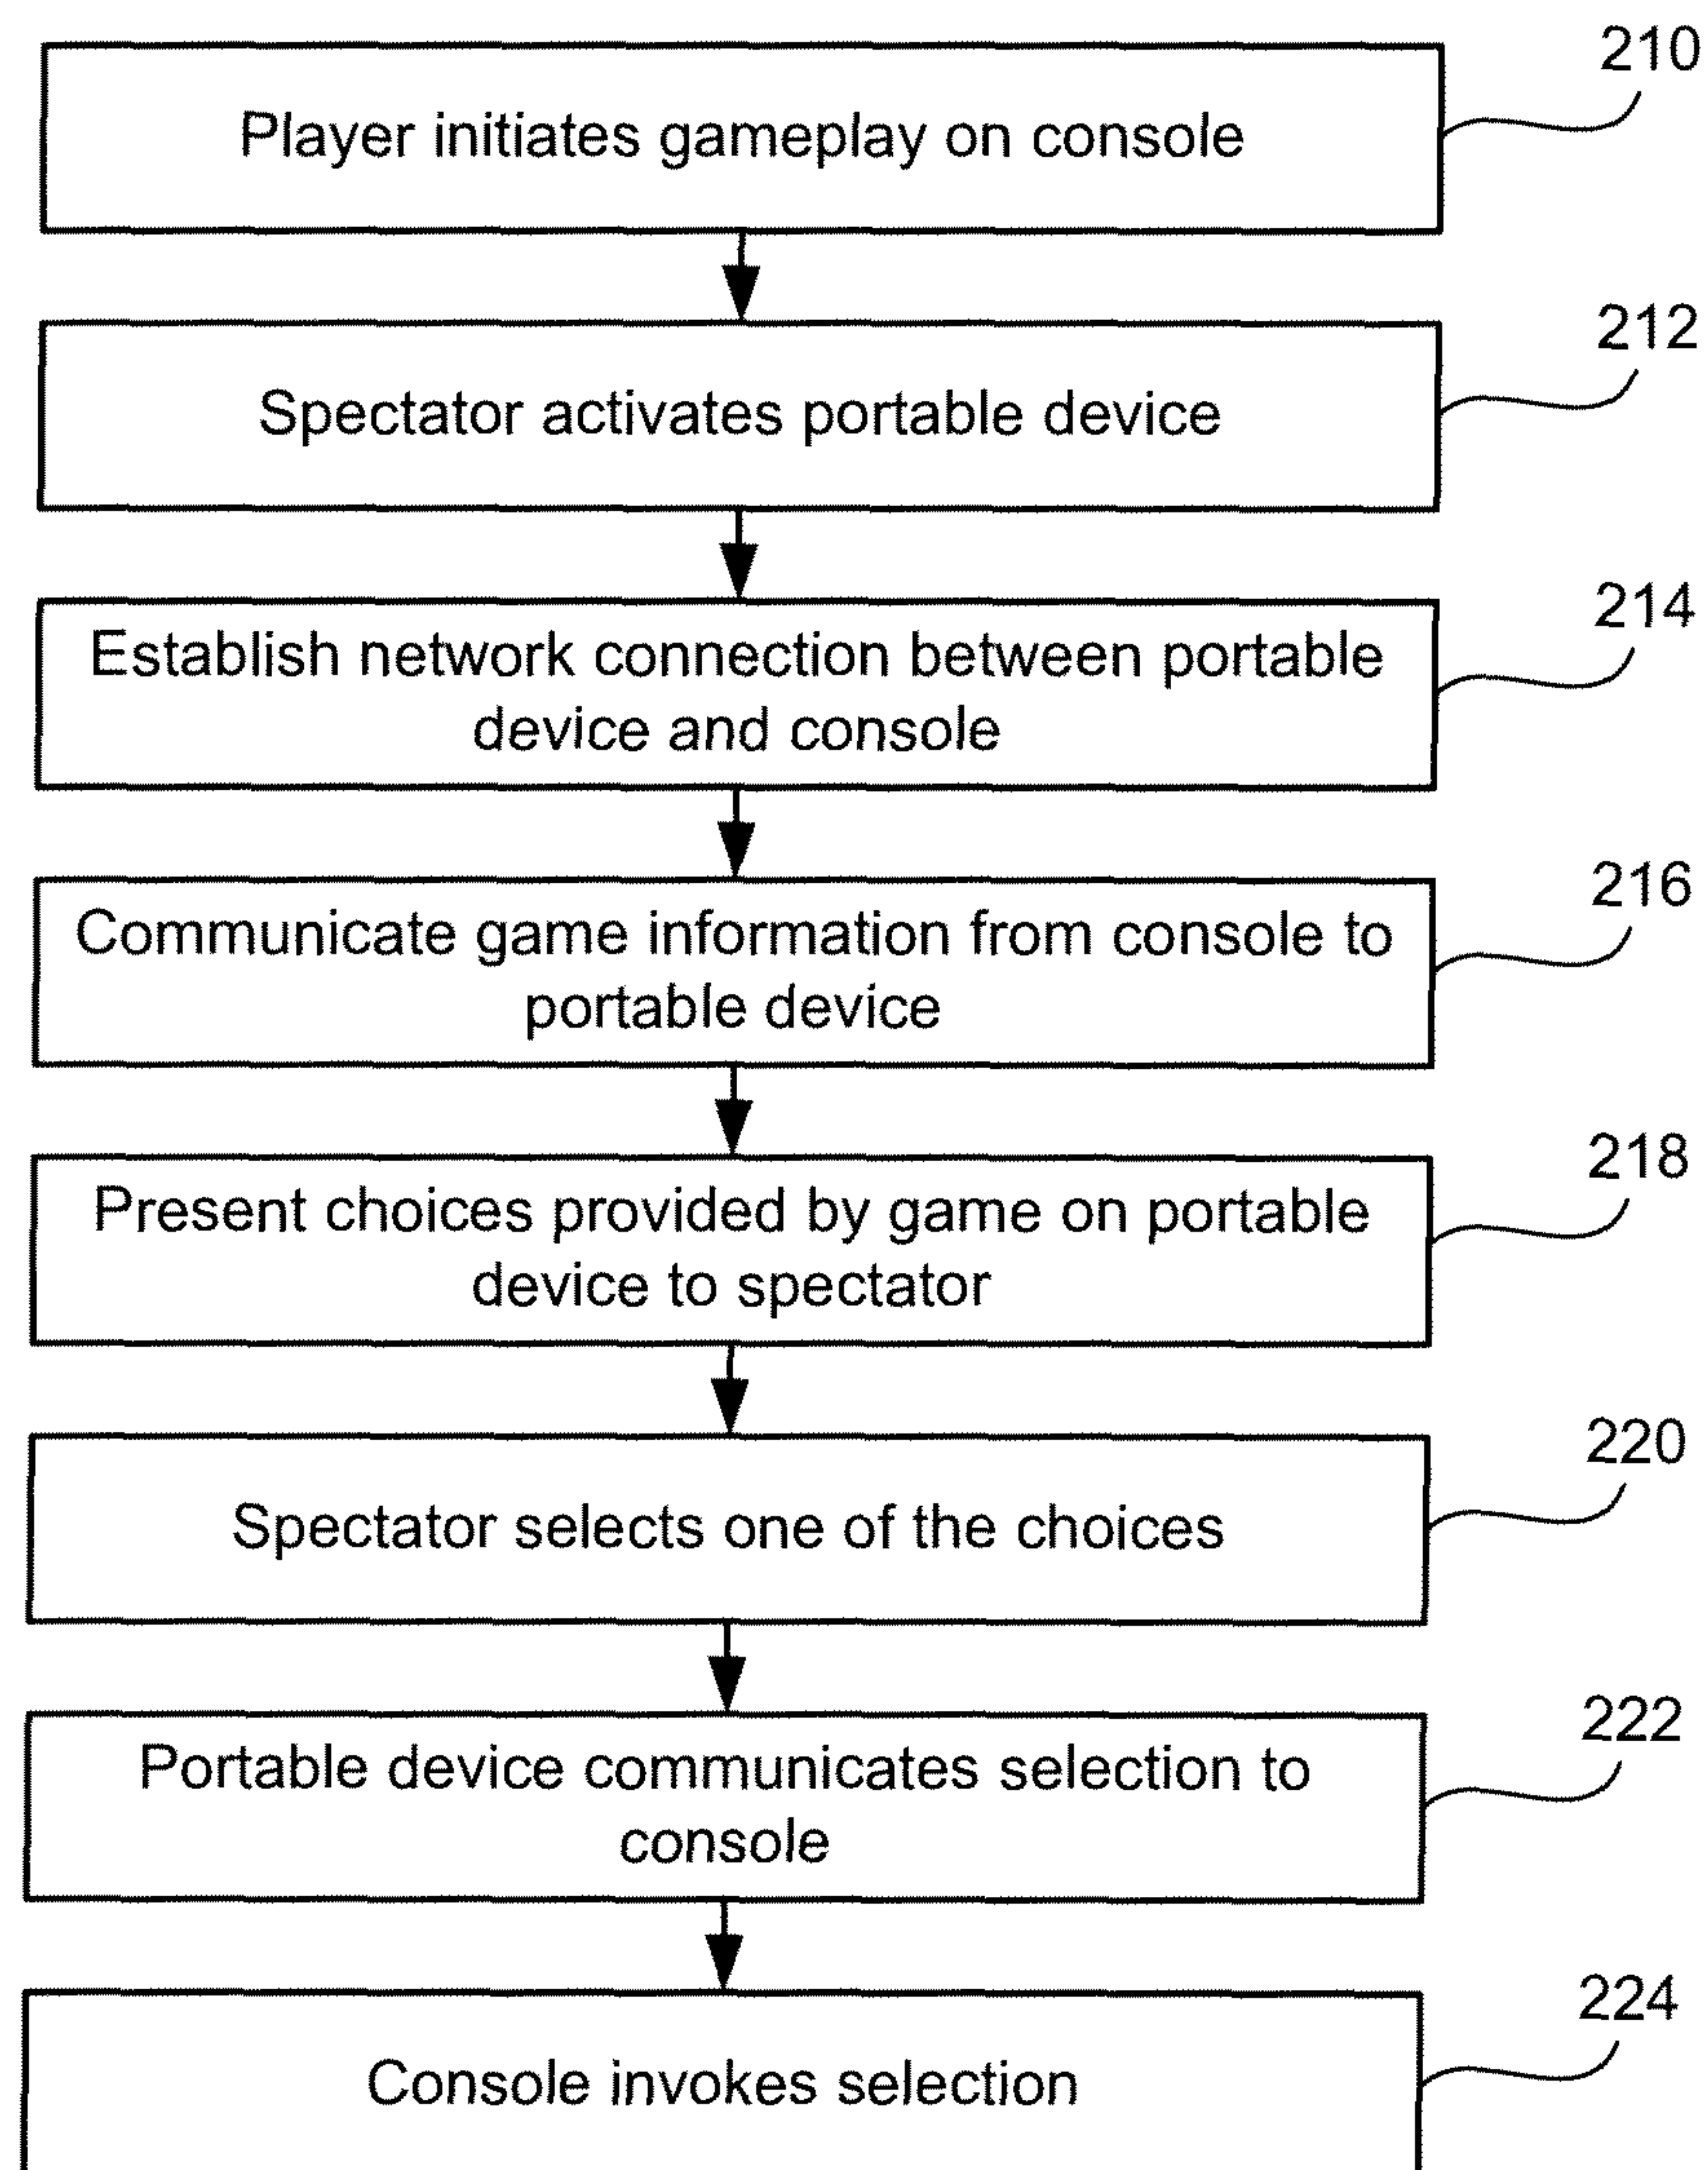 210
Player initiates gameplay on console
212
Spectator activates portable device
214
Establish network connection between portable
device and console
216
Communicate game information from console to
portable device
218
Present choices provided by game on portable
device to spectator
220
Spectator selects one of the choices
222
Portable device communicates selection to
console
224
Console invokes selection